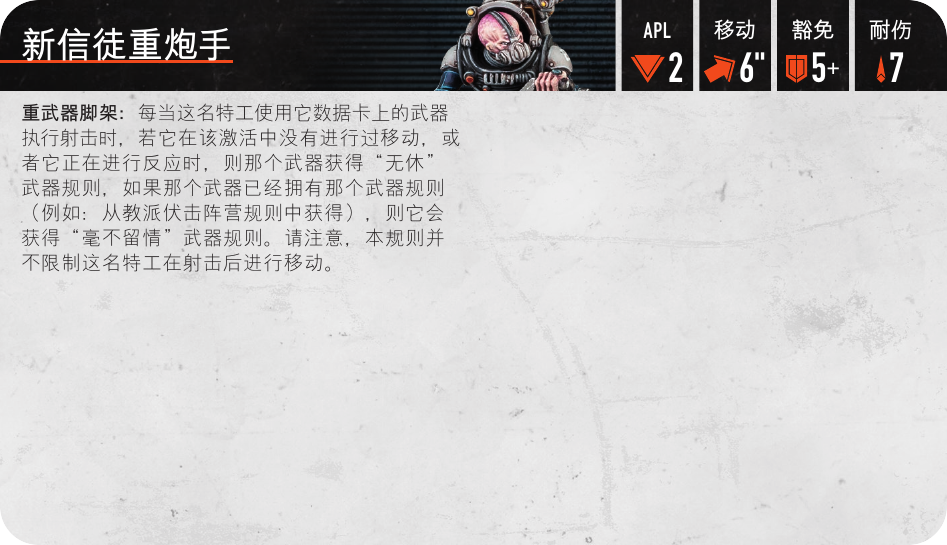 新信徒重炮手
APL 移动 豁免 耐伤
2 6" 5+ 7
重武器脚架：每当这名特工使用它数据卡上的武器
执行射击时，若它在该激活中没有进行过移动，或
者它正在进行反应时，则那个武器获得“无休”
武器规则，如果那个武器已经拥有那个武器规则
（例如：从教派伏击阵营规则中获得），则它会
获得“毫不留情”武器规则。请注意，本规则并
不限制这名特工在射击后进行移动。